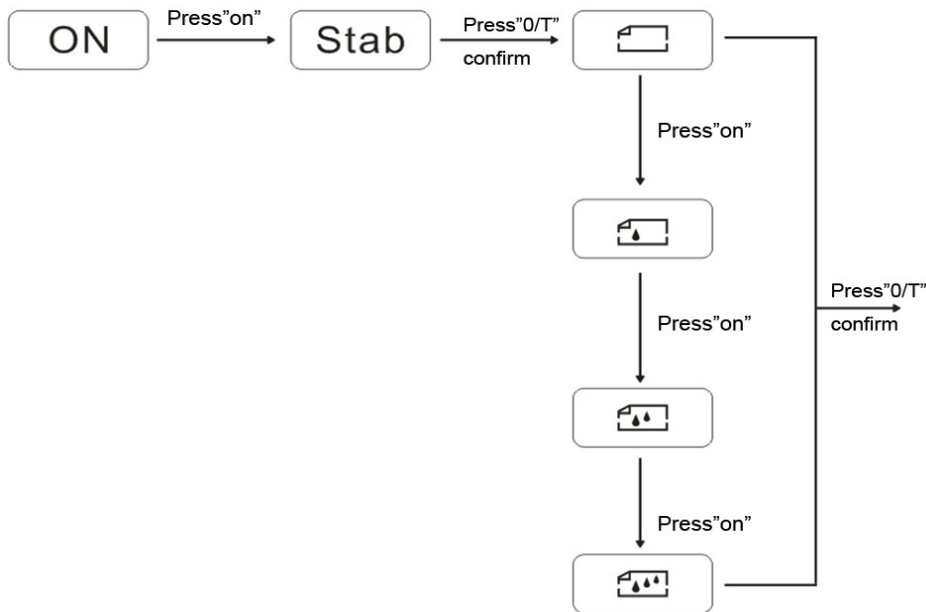 ON
Press”on”
Stab
Press”0/T”
confirm
Press”on”
Press”on”
Press”0/T”
confirm
Press”on”